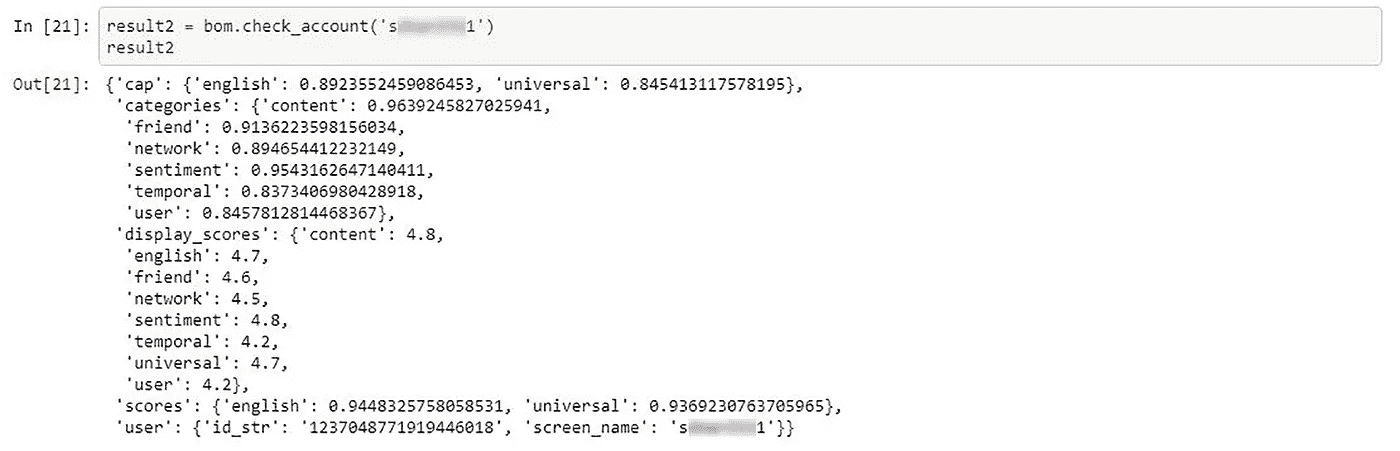 In [21]: result2 = bom.check_account('s 1')
result2
Out[21]: {'cap': {'english': 0.8923552459086453, 'universal': 0.845413117578195},
'categories': {'content': 0.9639245827025941,
'friend': 0.9136223598156034,
'network': 0.894654412232149,
'sentiment': 0.9543162647140411,
'temporal': 0.8373406980428918,
'user': 0.8457812814468367},
'display_scores': {'content': 4.8,
'english': 4.7,
'friend': 4.6,
'network': 4.5,
'sentiment': 4.8,
'temporal': 4.2,
'universal': 4.7,
'user': 4.2},
'scores': {'english': 0.9448325758058531, 'universal': 0.9369230763705965},
'user': {'id_str': '1237048771919446018', 'screen_name': 's 1'}}